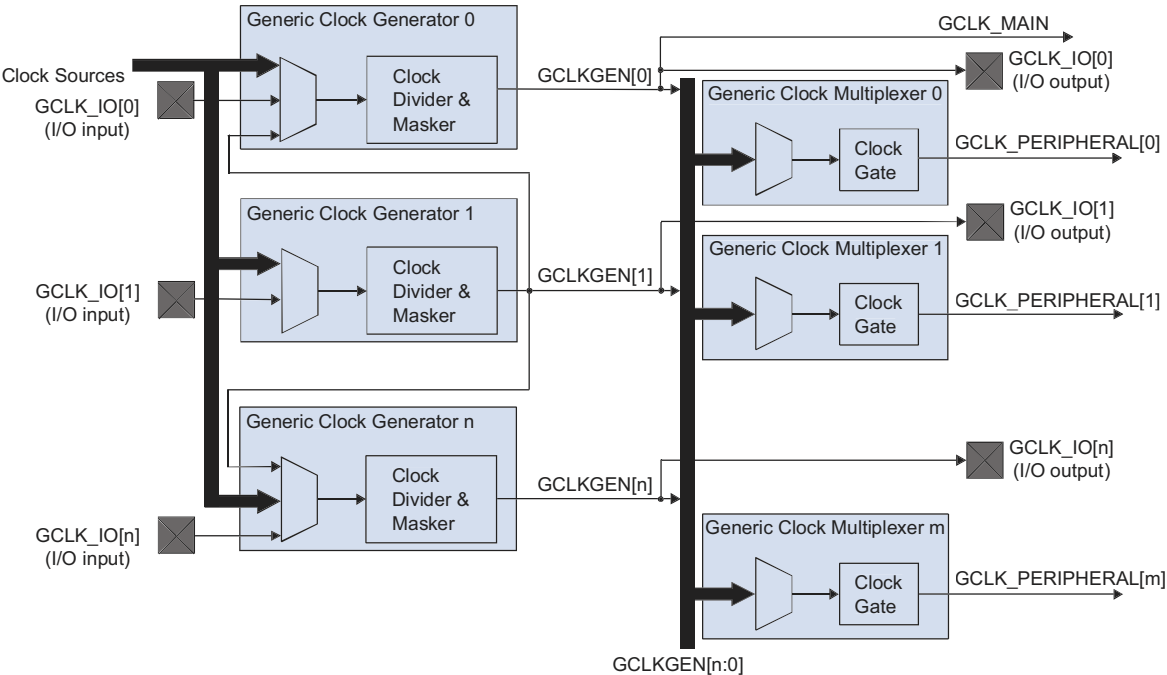 Generic Clock Generator 0
Clock Sources
GCLK_IO[0]
(I/O input)
Clock
Divider &
Masker
GCLKGEN[0]
GCLK_MAIN
GCLK_IO[0]
(I/O output)
Generic Clock Multiplexer 0
Clock
Gate
GCLK_PERIPHERAL[0]
Generic Clock Generator 1
GCLK_IO[1]
(I/O input)
Clock
Divider &
Masker
GCLKGEN[1]
GCLK_IO[1]
(I/O output)
Generic Clock Multiplexer 1
Clock
Gate
GCLK_PERIPHERAL[1]
Generic Clock Generator n
GCLK_IO[n]
(I/O input)
Clock
Divider &
Masker
GCLKGEN[n]
GCLK_IO[n]
(I/O output)
Generic Clock Multiplexer m
Clock
Gate
GCLK_PERIPHERAL[m]
GCLKGEN[n:0]